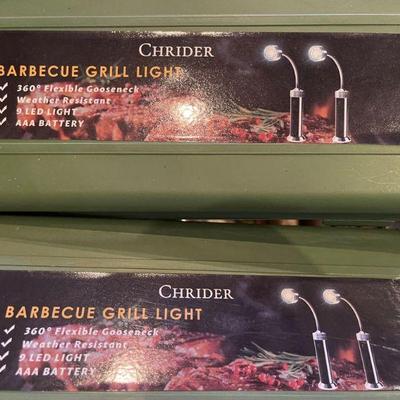 CHRIDER
BARBECUE GRILL LIGHT
360° Flexible Gooseneck
Weather Resistant
9 LED LIGHT
AAA BATTERY
CHRIDER
BARBECUE GRILL LIGHT
360° Flexible Gooseneck
Weather Resistant
9 LED LIGHT
AAA BATTERY